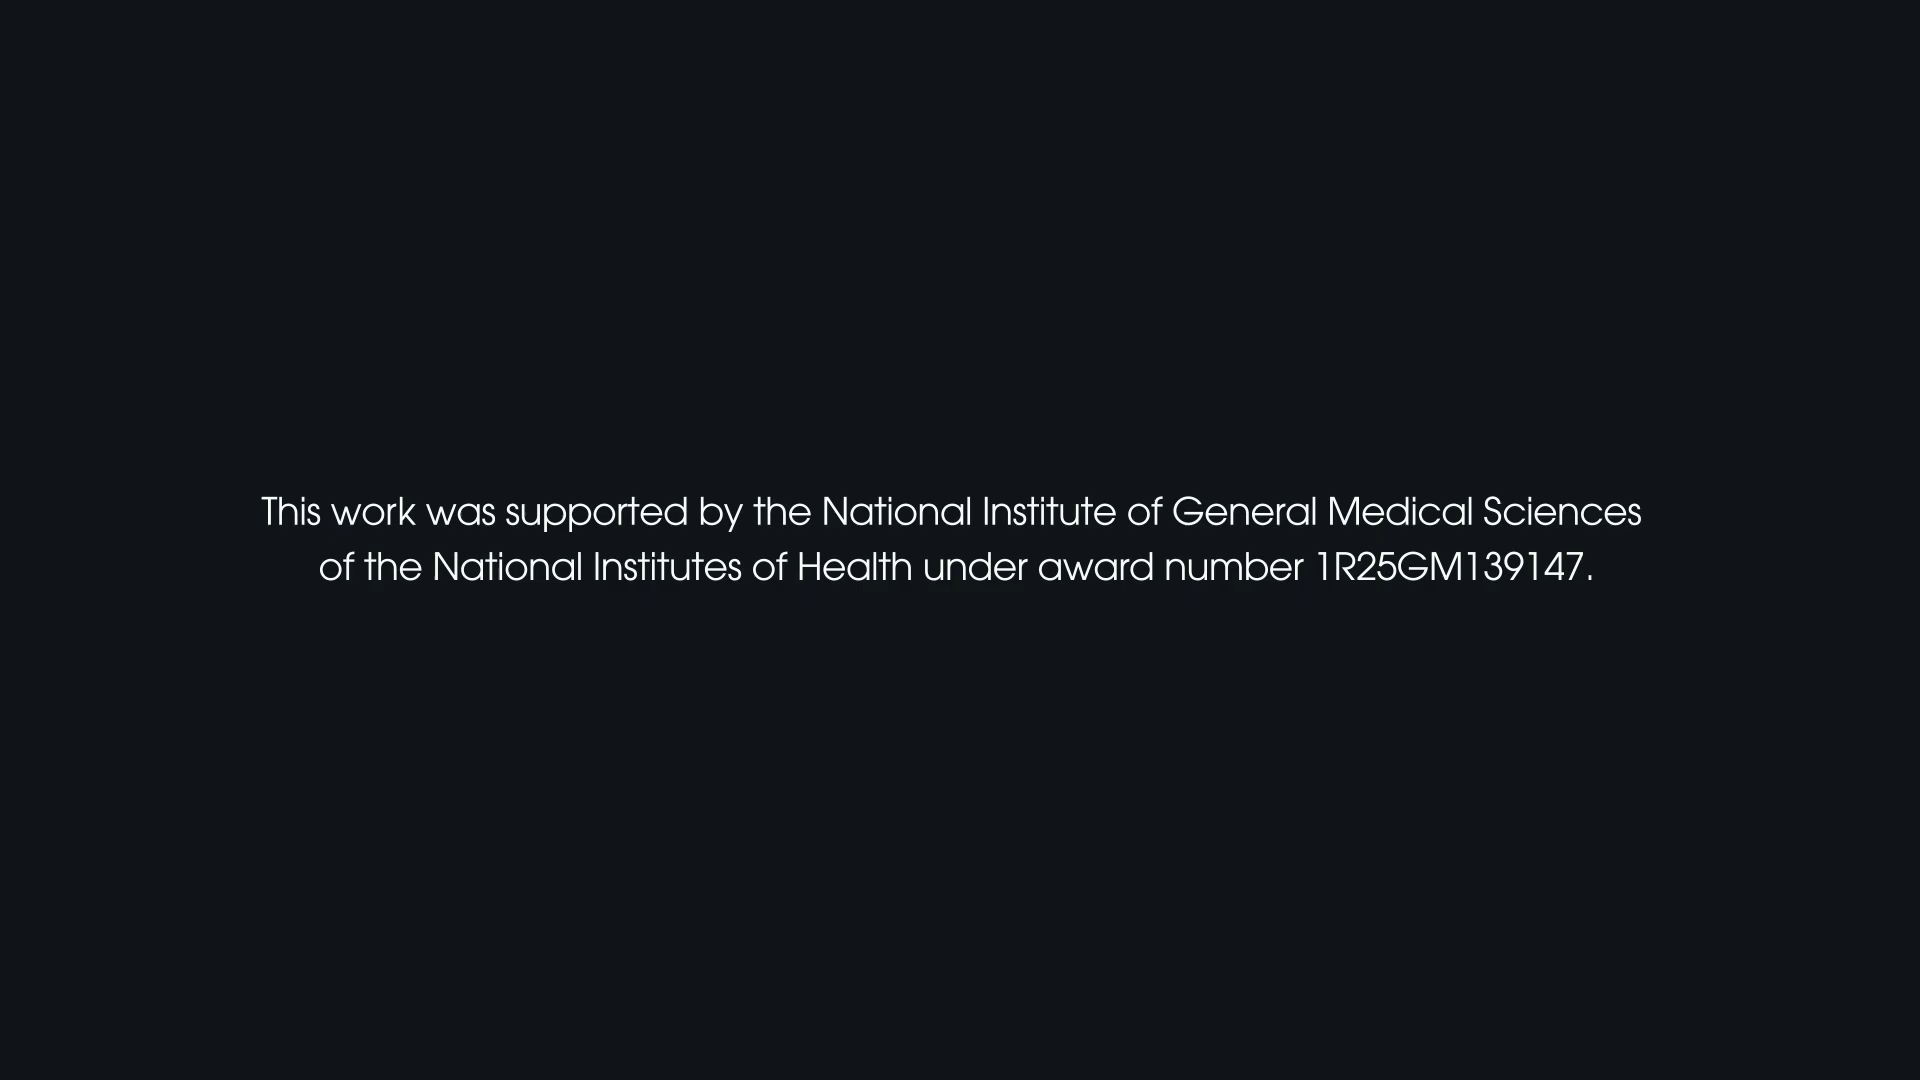 This work was supported by the National Institute of General Medical Sciences
of the National Institutes of Health under award number 1R25GM139147.